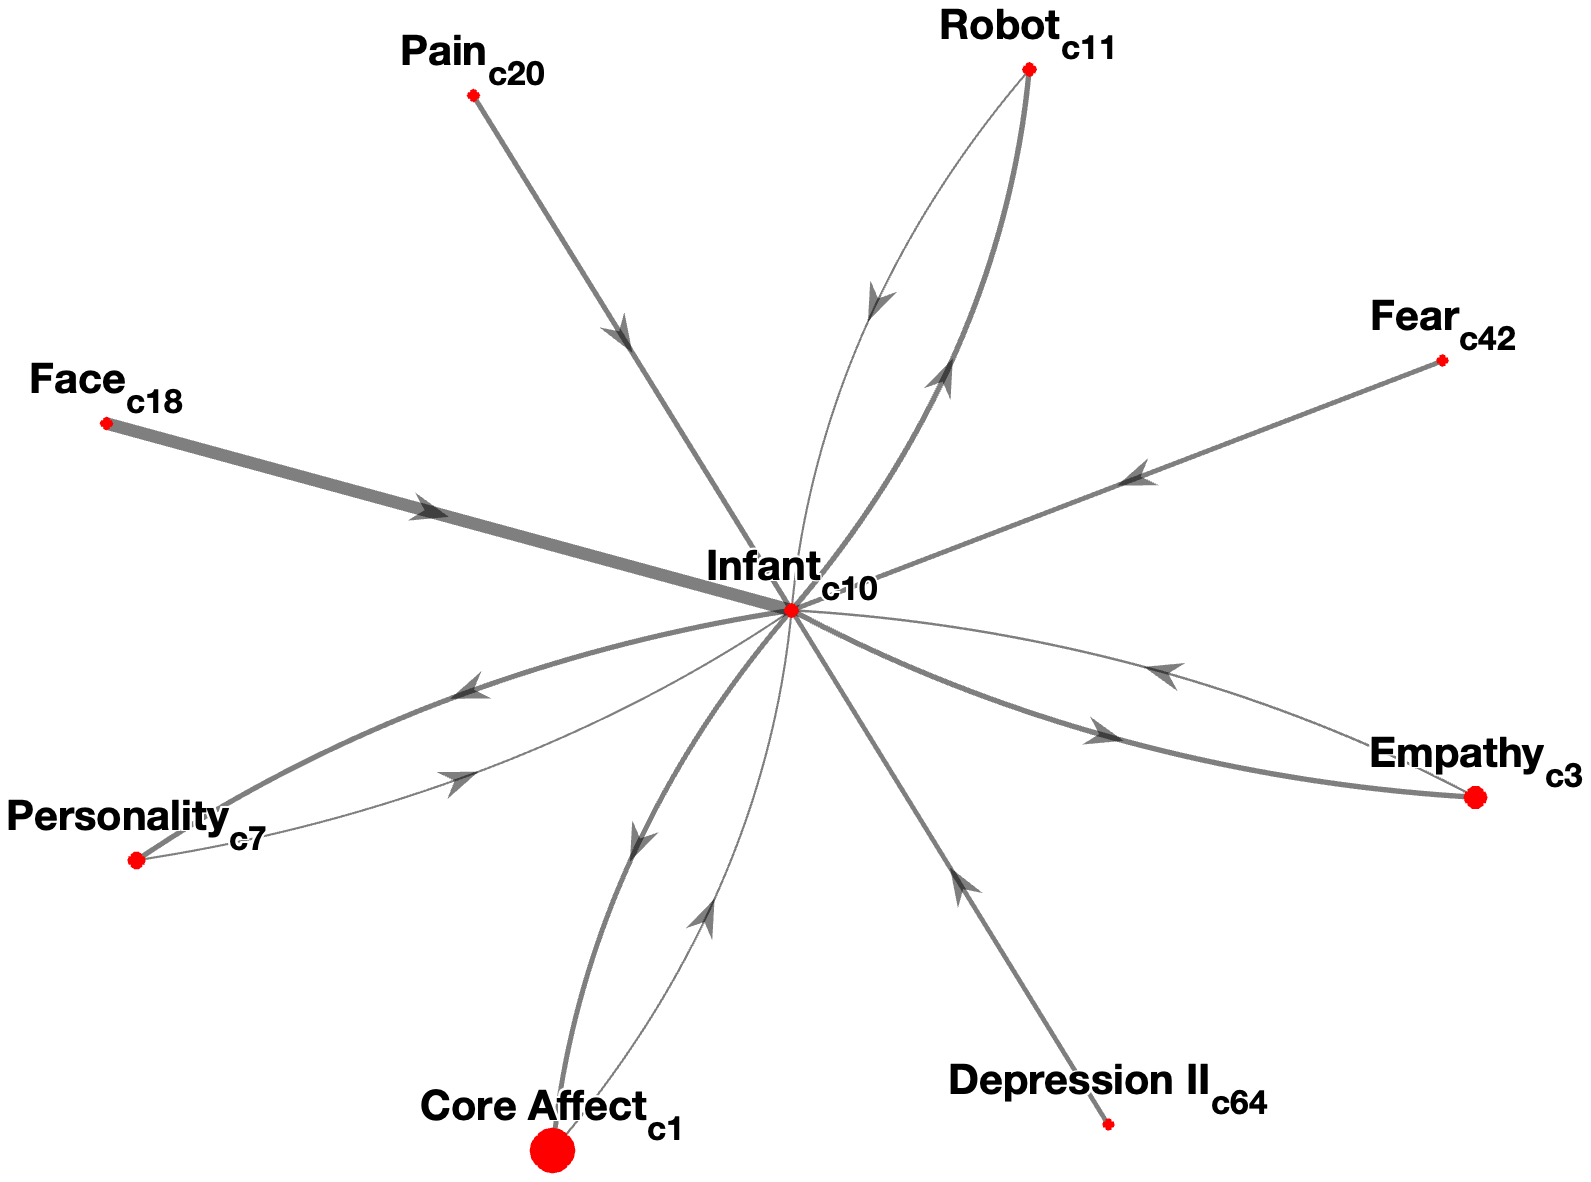 Robot c11
Pain c20
Fear c42
Face c18
Infant c10
Empathy c3
Personality c7
Depression II c64
Core Affect c1